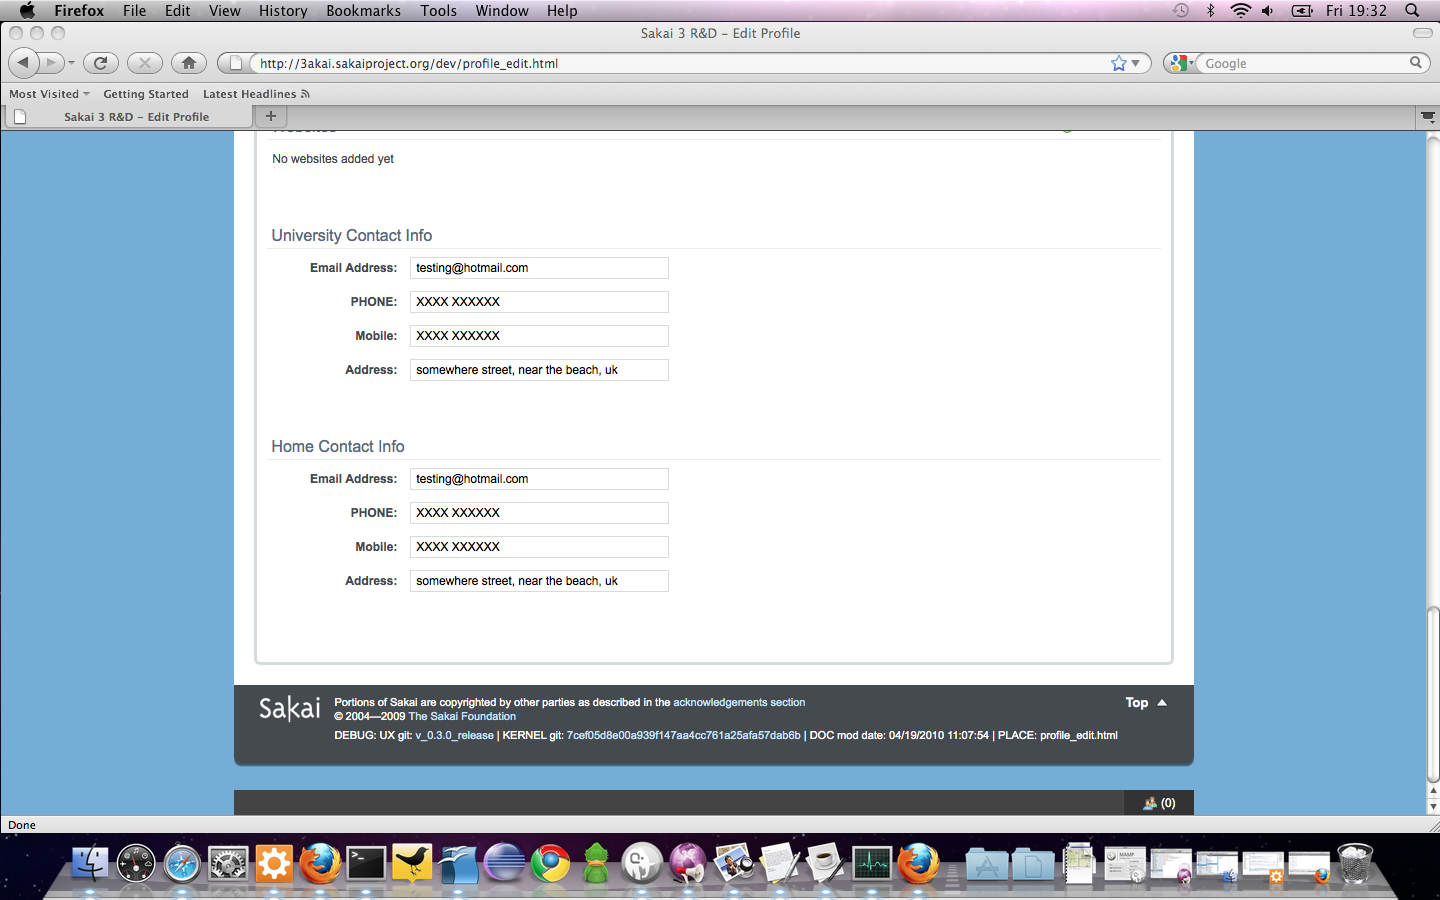 Firefox File Edit View History Bookmarks Tools Window Help Fri 19:32
Sakai 3 R&D – Edit Profile
http://3akai.sakaiproject.org/dev/profile_edit.html Google
Most Visited Getting Started Latest Headlines
Sakai 3 R&D – Edit Profile
Websites
No websites added yet
University Contact Info
Email Address: testing@hotmail.com
PHONE: XXXX XXXXXX
Mobile: XXXX XXXXXX
Address: somewhere street, near the beach, uk
Home Contact Info
Email Address: testing@hotmail.com
PHONE: XXXX XXXXXX
Mobile: XXXX XXXXXX
Address: somewhere street, near the beach, uk
Sakai Portions of Sakai are copyrighted by other parties as described in the acknowledgements section Top
© 2004—2009 The Sakai Foundation
DEBUG: UX git: v_0.3.0_release | KERNEL git: 7cef05d8e00a939f147aa4cc761a25afa57dab6b | DOC mod date: 04/19/2010 11:07:54 | PLACE: profile_edit.html
(0)
Done